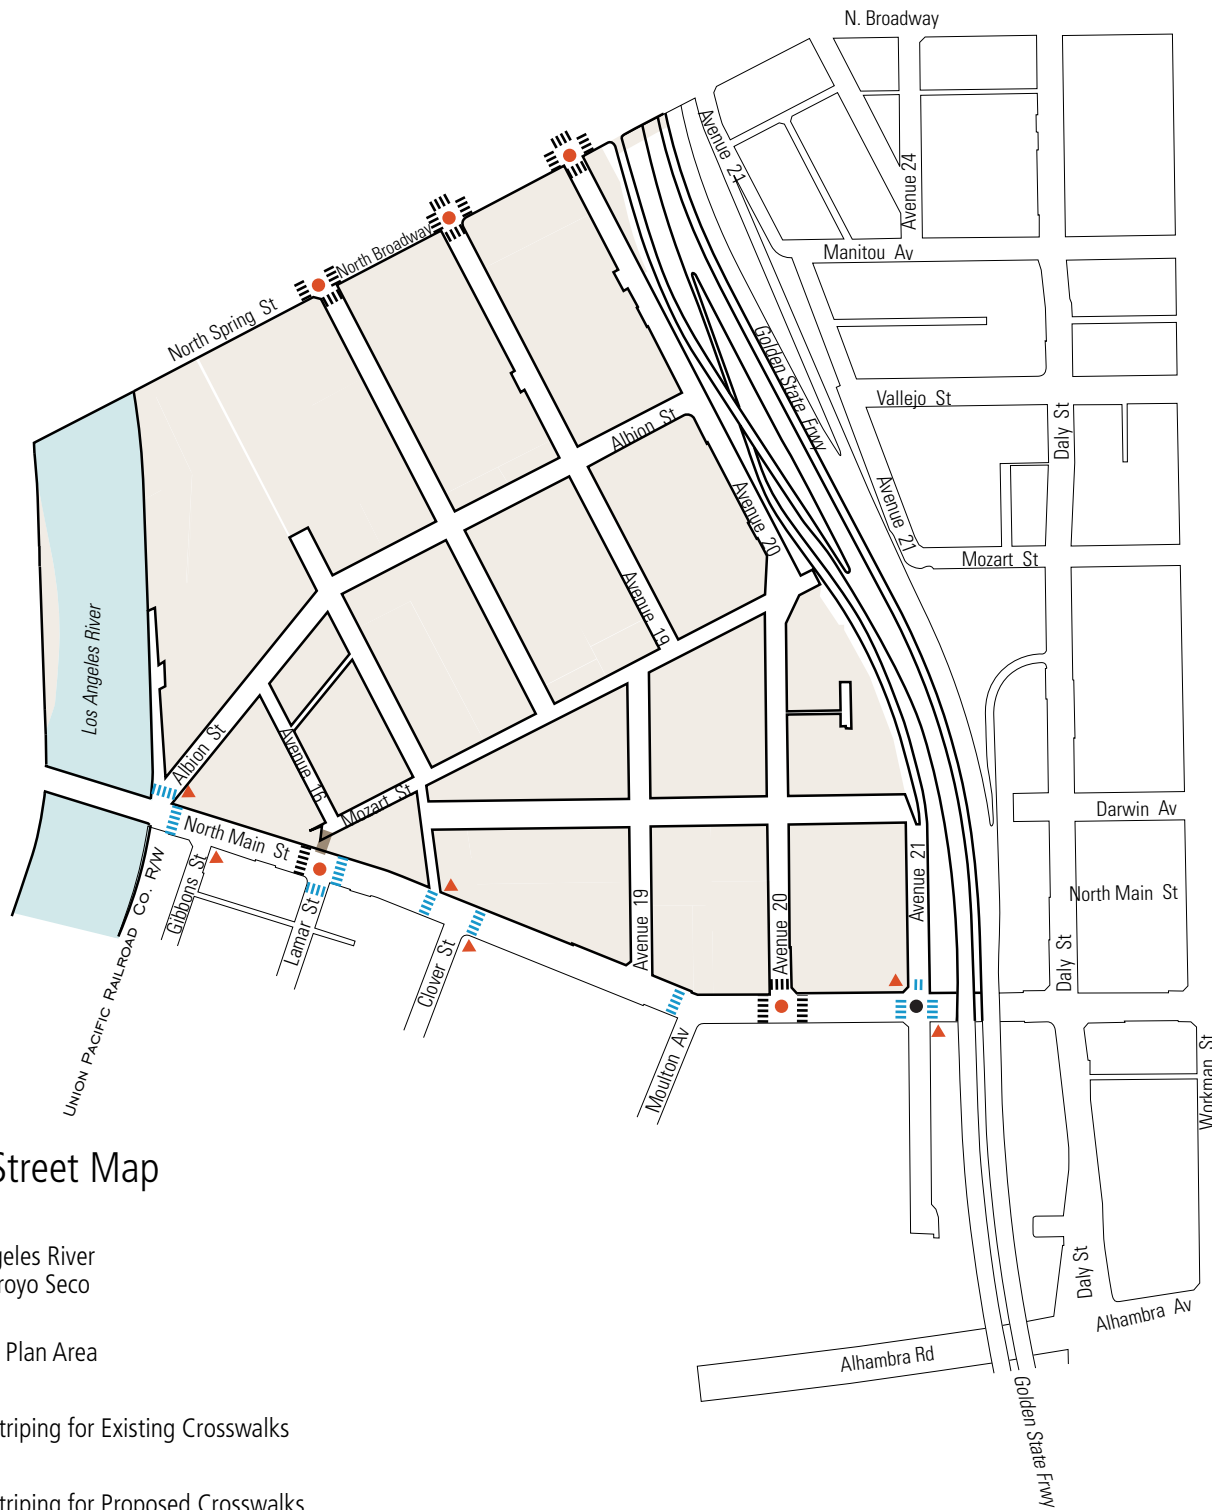 N. Broadway
Avenue 21
Avenue 24
Manitou Av
North Broadway
North Spring St
Golden State Frwy
Vallejo St
Daly St
Albion St
Avenue 20
Avenue 21
Mozart St
Avenue 19
Los Angeles River
Albion St
Avenue 16
Mozart St
Darwin Av
North Main St
Gibbons St
Lamar St
Clover St
Avenue 19
Avenue 20
Avenue 21
North Main St
Daly St
UNION PACIFIC RAILROAD CO. R/W
Moulton Av
Workman St
Street Map
geles River
royo Seco
Daly St
Alhambra Av
Plan Area
Alhambra Rd
Golden State Frwy
triping for Existing Crosswalks
triping for Proposed Crosswalks